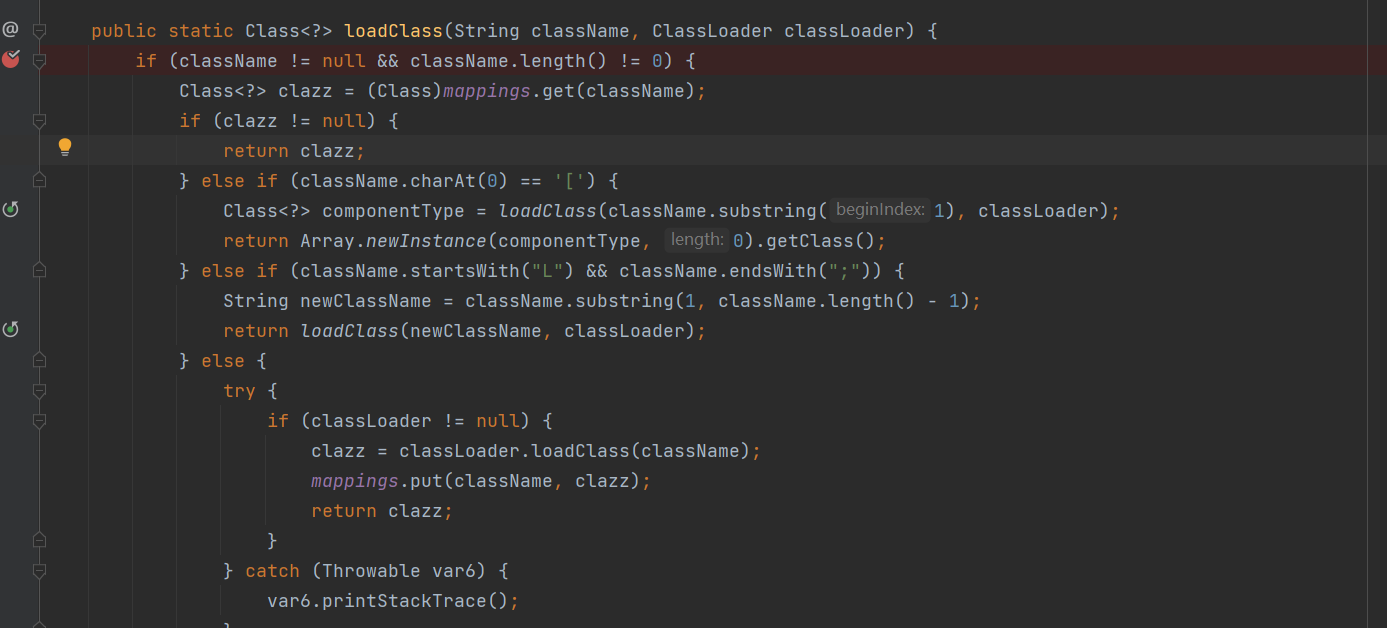 public static Class<?> loadClass(String className, ClassLoader classLoader) {
if (className != null && className.length() != 0) {
Class<?> clazz = (Class)mappings.get(className);
if (clazz != null) {
return clazz;
} else if (className.charAt(0) == '[') {
Class<?> componentType = loadClass(className.substring( beginIndex: 1), classLoader);
return Array.newInstance(componentType, length: 0).getClass();
} else if (className.startsWith("L") && className.endsWith(";")) {
String newClassName = className.substring(1, className.length() - 1);
return loadClass(newClassName, classLoader);
} else {
try {
if (classLoader != null) {
clazz = classLoader.loadClass(className);
mappings.put(className, clazz);
return clazz;
}
} catch (Throwable var6) {
var6.printStackTrace();
}